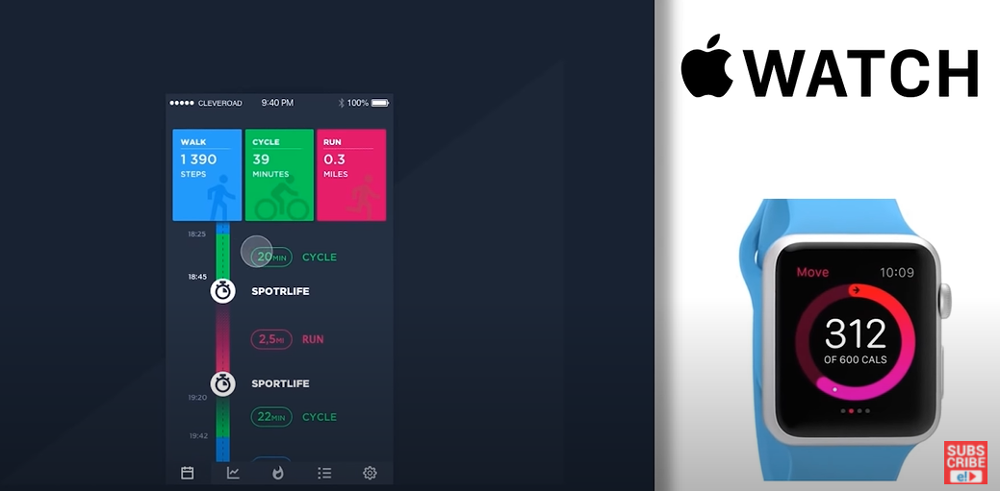 ●●●●● CLEVEROAD 9:40 PM 100%
WALK
1 390
STEPS
CYCLE
39
MINUTES
RUN
0.3
MILES
18:25
20MIN CYCLE
18:45
SPOTRLIFE
2,5MI RUN
SPORTLIFE
19:20
22MIN CYCLE
19:42
WATCH
Move 10:09
312
OF 600 CALS
SUBS
CRIBE
e!